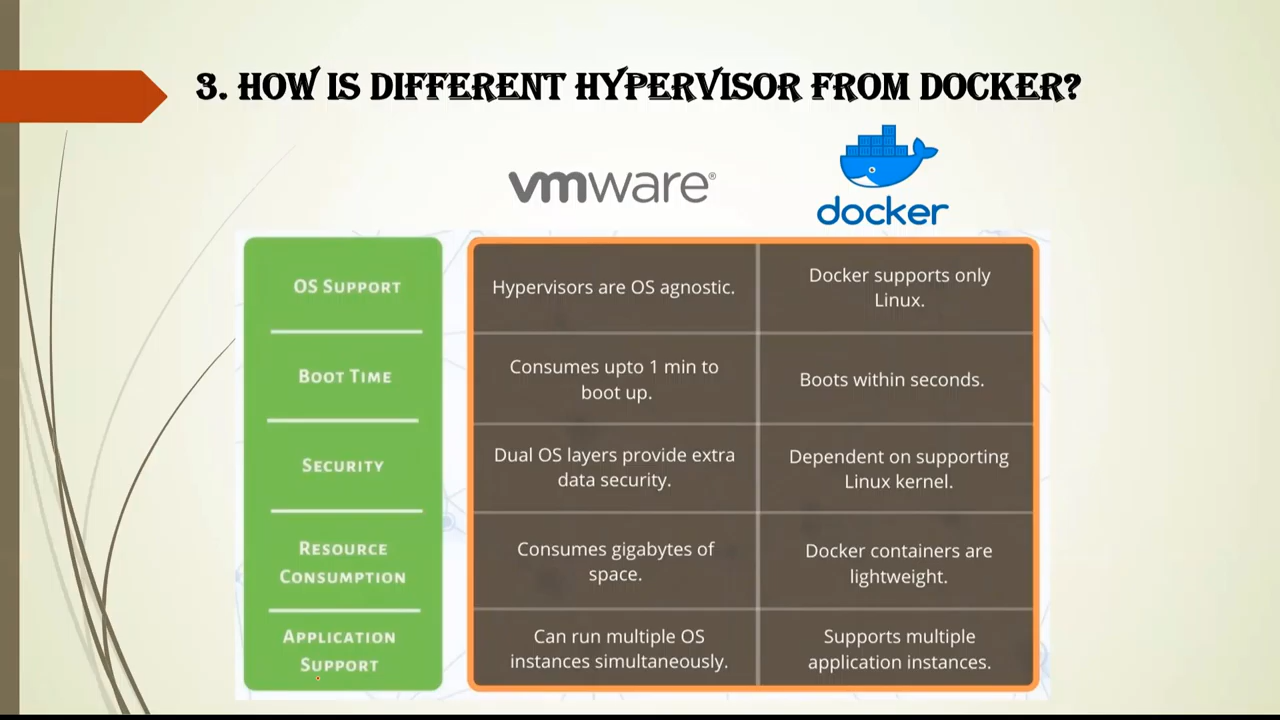 3. HOW IS DIFFERENT HYPERVISOR FROM DOCKER?
vmware®
docker
OS SUPPORT
Hypervisors are OS agnostic.
Docker supports only
Linux.
BOOT TIME
Consumes upto 1 min to
boot up.
Boots within seconds.
SECURITY
Dual OS layers provide extra
data security.
Dependent on supporting
Linux kernel.
RESOURCE
CONSUMPTION
Consumes gigabytes of
space.
Docker containers are
lightweight.
APPLICATION
SUPPORT
Can run multiple OS
instances simultaneously.
Supports multiple
application instances.